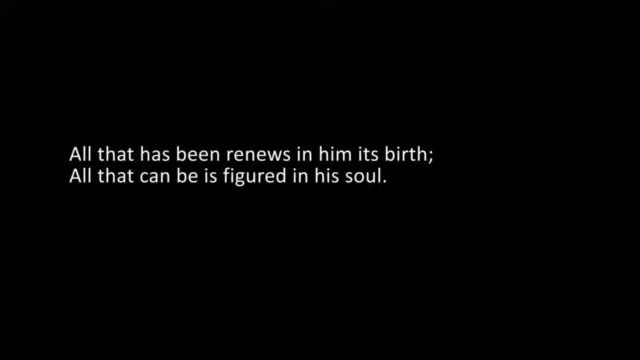 All that has been renews in him its birth;
All that can be is figured in his soul.